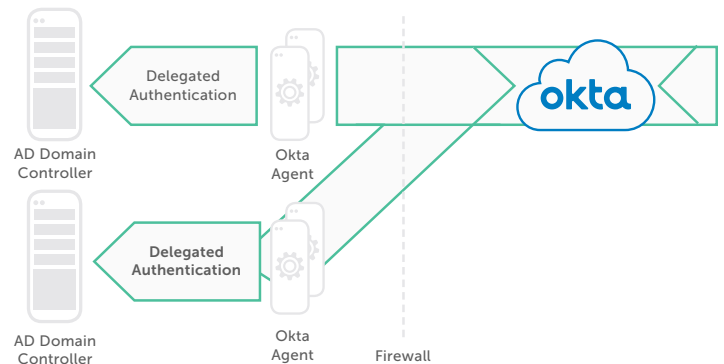 Delegated
Authentication
okta
AD Domain
Controller
Okta
Agent
Delegated
Authentication
AD Domain
Controller
Okta
Agent
Firewall